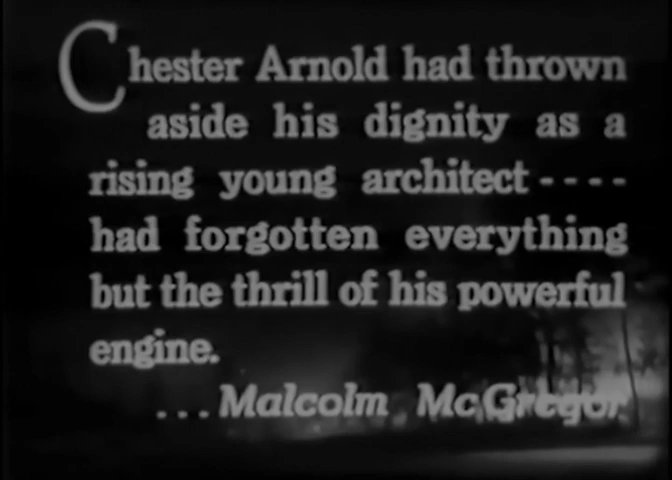 Chester Arnold had thrown
aside his dignity as a
rising young architect ----
had forgotten everything
but the thrill of his powerful
engine.
...Malcolm McGregor